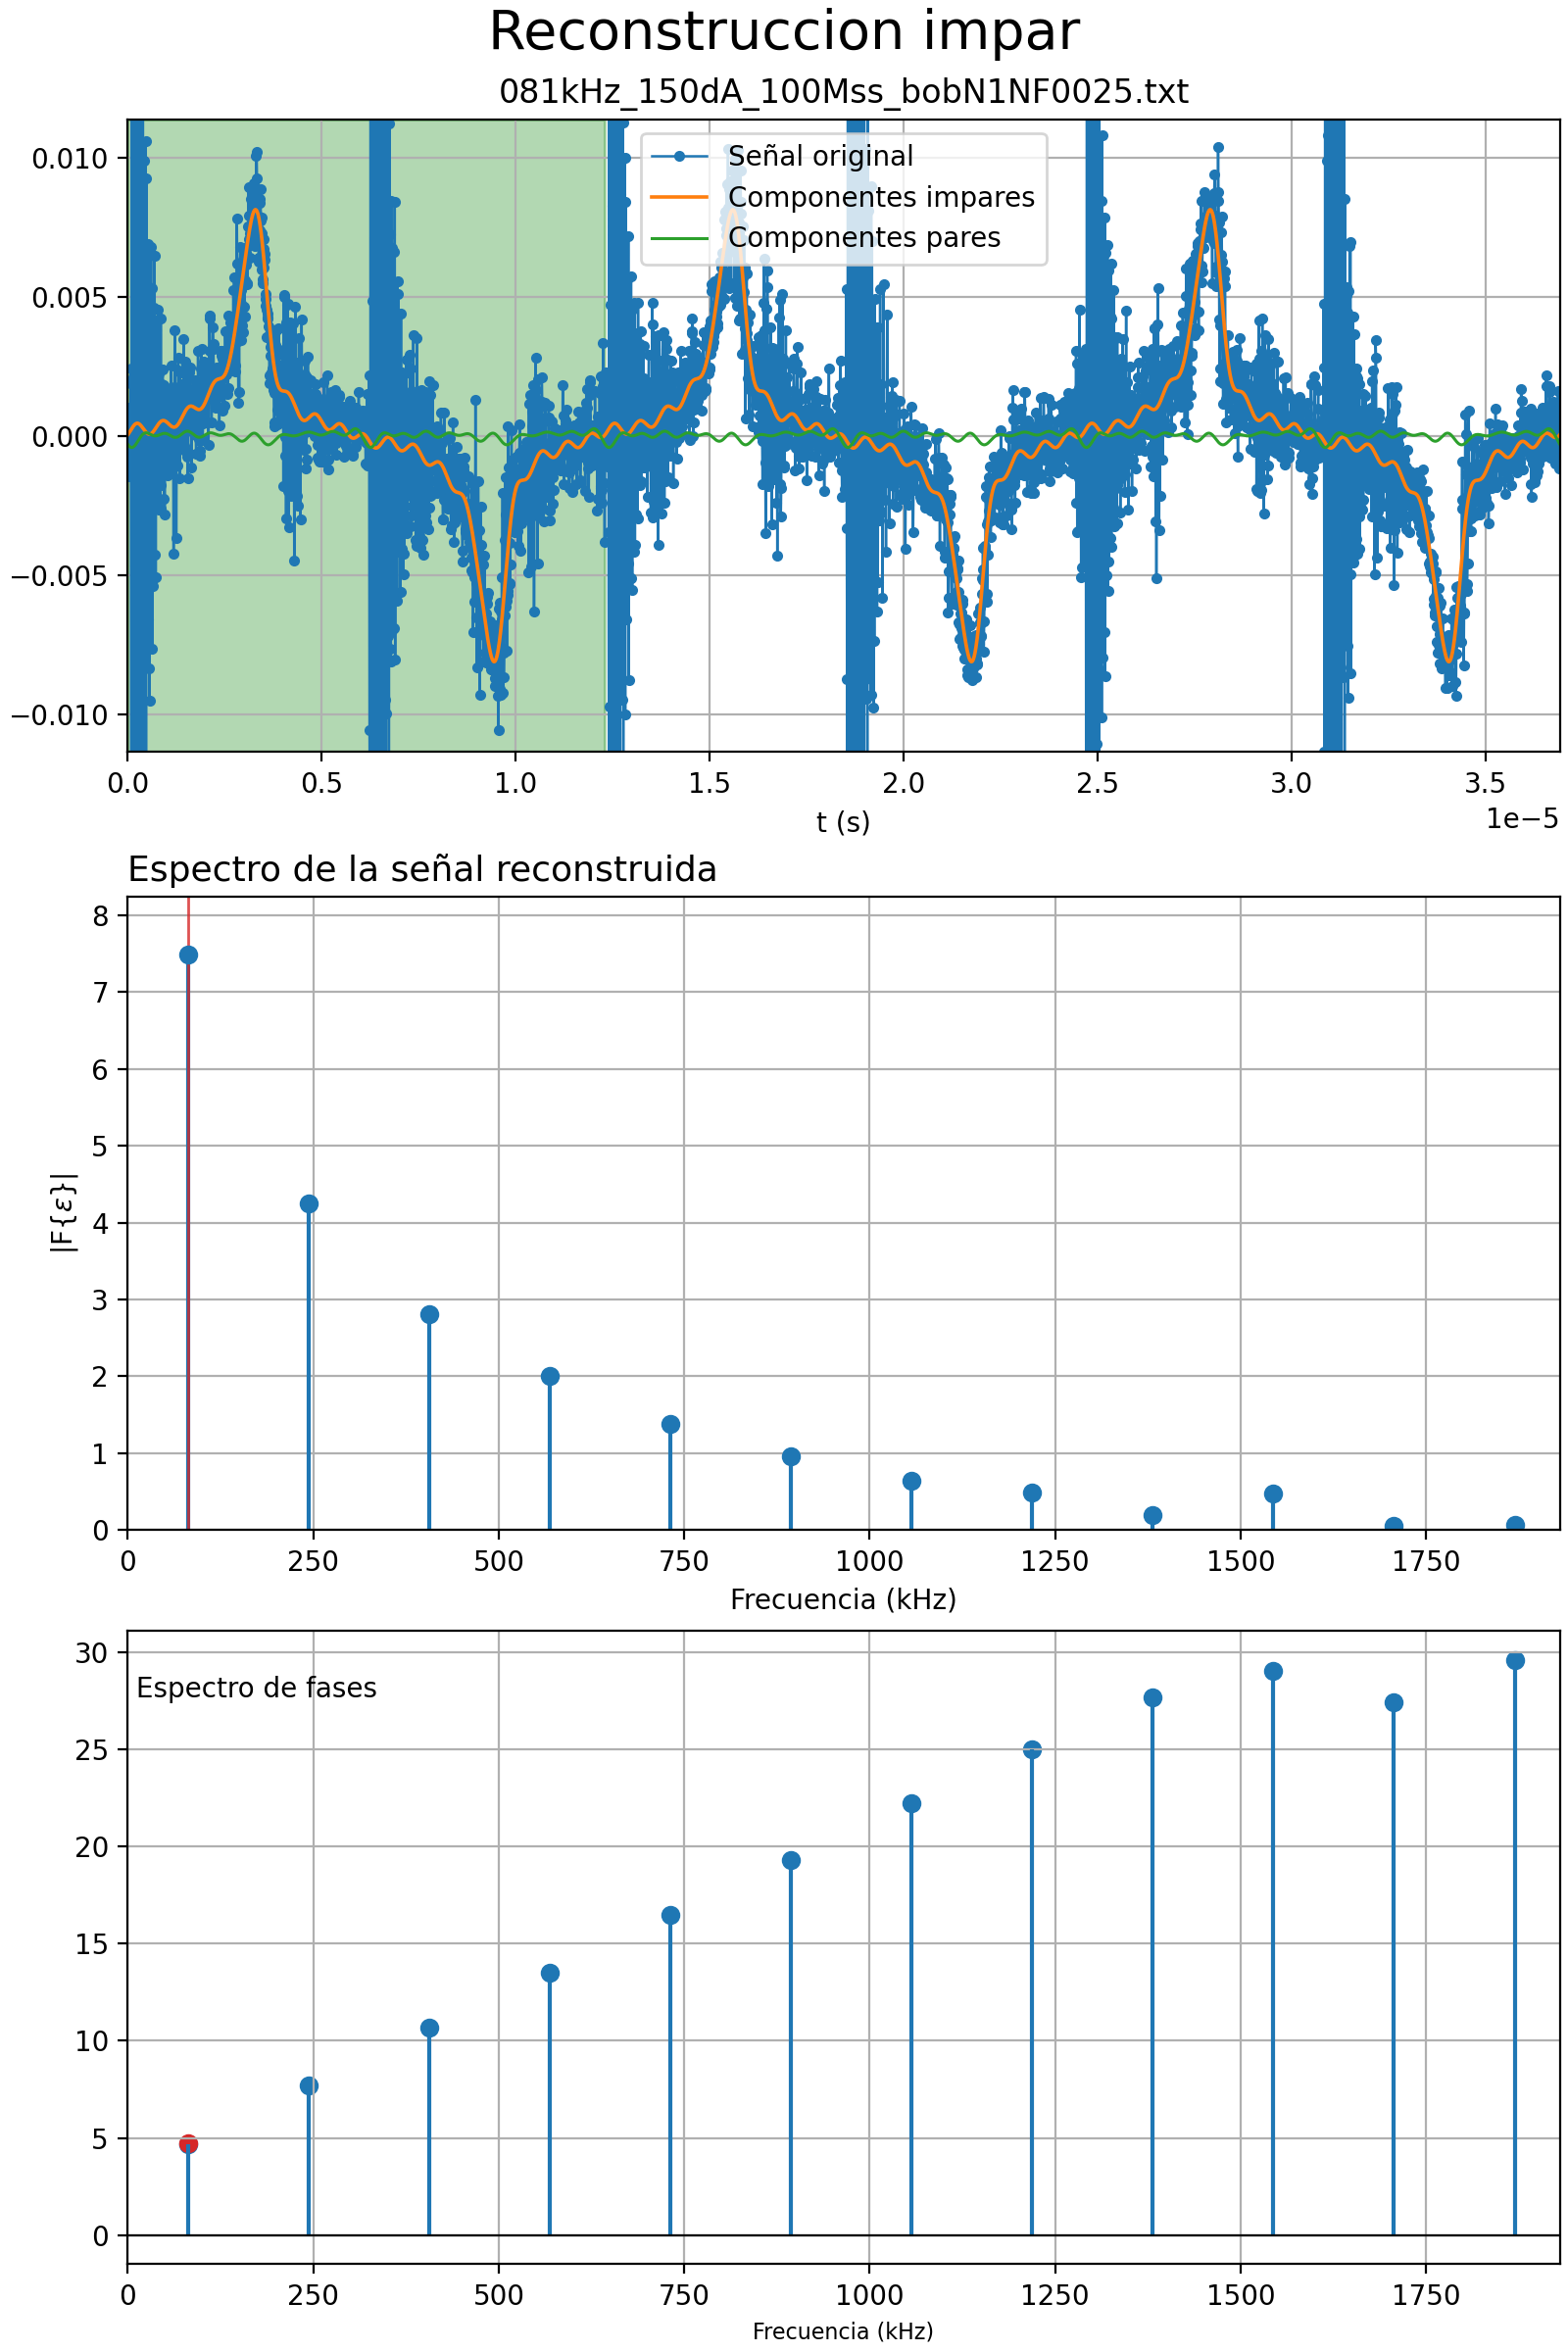 Reconstruccion impar
081kHz_150dA_100Mss_bobN1NF0025.txt
Señal original
Componentes impares
Componentes pares
0.010
0.005
0.000
−0.005
−0.010
0.0 0.5 1.0 1.5 2.0 2.5 3.0 3.5
1e−5
t (s)
Espectro de la señal reconstruida
8
7
6
5
4
3
2
1
0
|F{ε}|
0 250 500 750 1000 1250 1500 1750
Frecuencia (kHz)
Espectro de fases
30
25
20
15
10
5
0
0 250 500 750 1000 1250 1500 1750
Frecuencia (kHz)